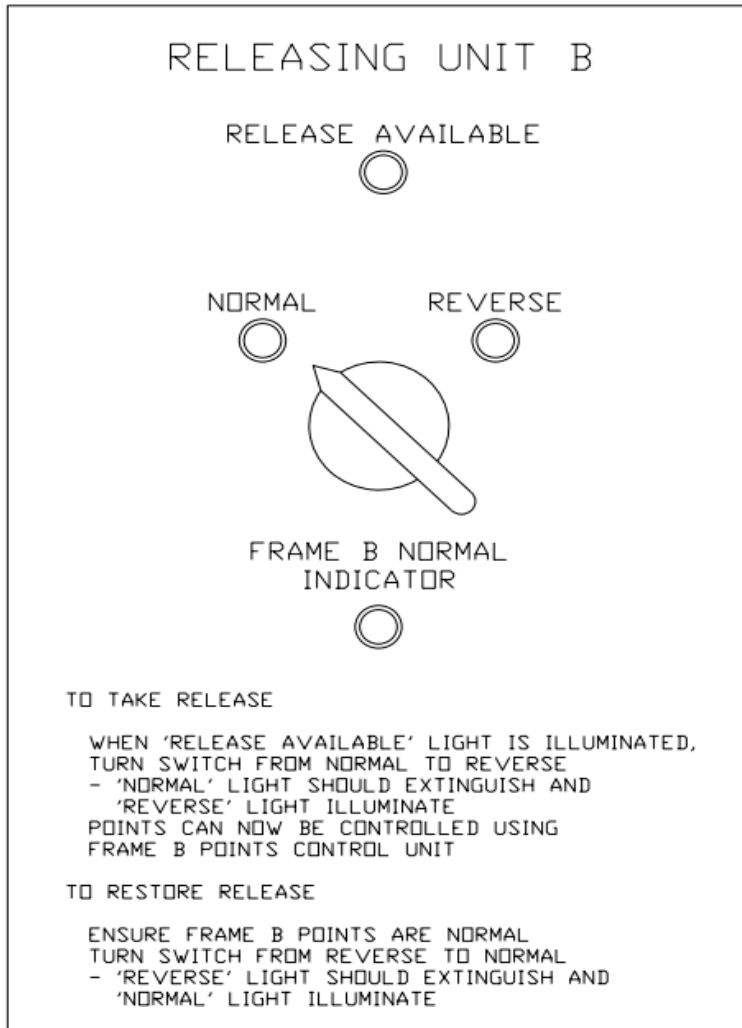 RELEASING UNIT B
RELEASE AVAILABLE
NORMAL REVERSE
FRAME B NORMAL
INDICATOR
TO TAKE RELEASE
WHEN ‘RELEASE AVAILABLE’ LIGHT IS ILLUMINATED,
TURN SWITCH FROM NORMAL TO REVERSE
- ‘NORMAL’ LIGHT SHOULD EXTINGUISH AND
‘REVERSE’ LIGHT ILLUMINATE
POINTS CAN NOW BE CONTROLLED USING
FRAME B POINTS CONTROL UNIT
TO RESTORE RELEASE
ENSURE FRAME B POINTS ARE NORMAL
TURN SWITCH FROM REVERSE TO NORMAL
- ‘REVERSE’ LIGHT SHOULD EXTINGUISH AND
‘NORMAL’ LIGHT ILLUMINATE